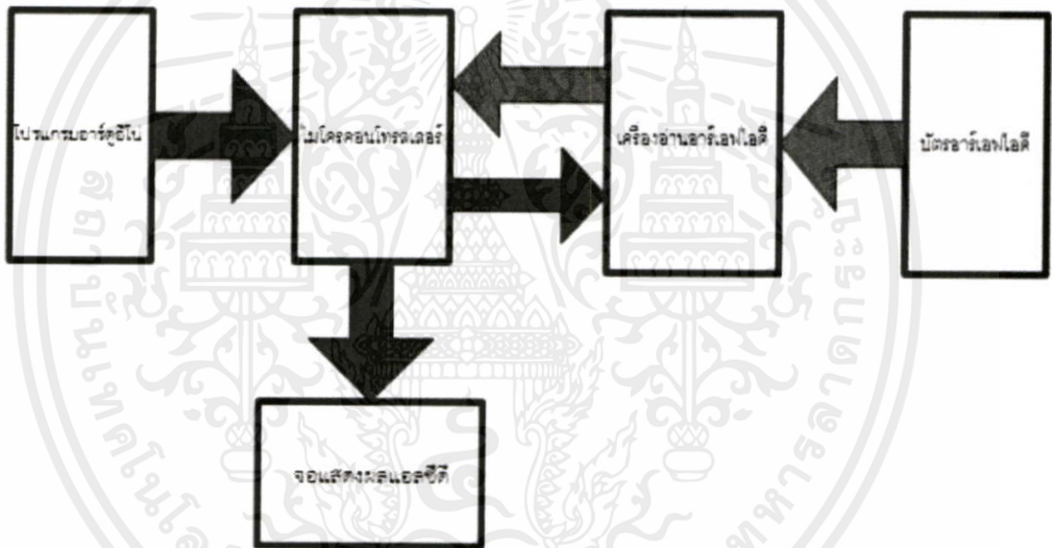 โปรแกรมอาร์ดูอีโน
ไมโครคอนโทรลเลอร์
เครื่องอ่านอาร์เอฟไอดี
บัตรอาร์เอฟไอดี
จอแสดงผลแอลซีดี